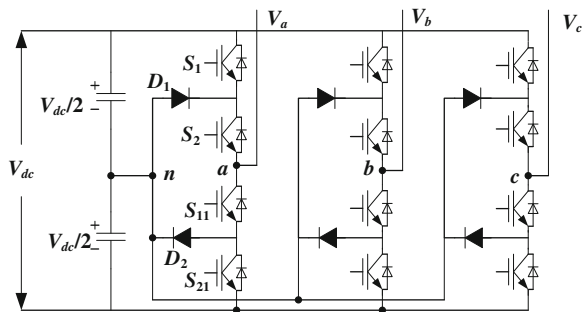 V_a
V_b
V_c
S_1
D_1
+
V_dc/2
−
S_2
V_dc
n
a
b
c
S_11
+
V_dc/2
−
D_2
S_21